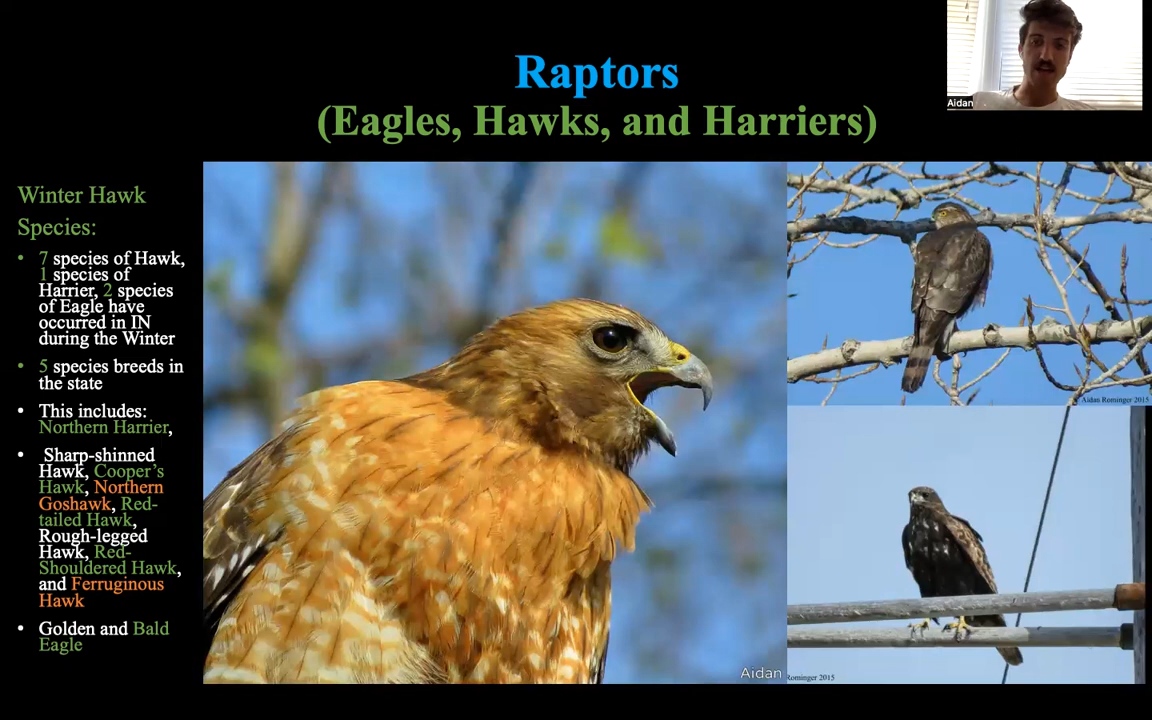 Aidan
Raptors
(Eagles, Hawks, and Harriers)
Winter Hawk
Species:
• 7 species of Hawk,
1 species of
Harrier, 2 species
of Eagle have
occurred in IN
during the Winter
• 5 species breeds in
the state
• This includes:
Northern Harrier,
• Sharp-shinned
Hawk, Cooper's
Hawk, Northern
Goshawk, Red-
tailed Hawk,
Rough-legged
Hawk, Red-
Shouldered Hawk,
and Ferruginous
Hawk
• Golden and Bald
Eagle
Aidan Rominger 2015
Aidan
Rominger 2015